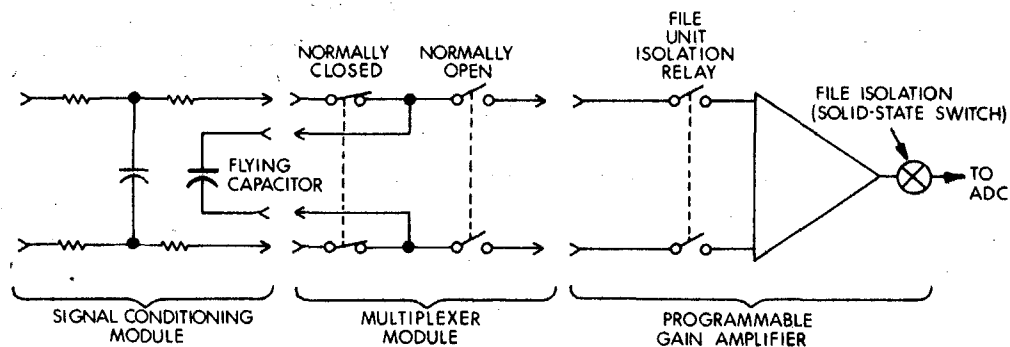 NORMALLY
CLOSED
NORMALLY
OPEN
FILE
UNIT
ISOLATION
RELAY
FILE ISOLATION
(SOLID-STATE SWITCH)
FLYING
CAPACITOR
TO
ADC
SIGNAL CONDITIONING
MODULE
MULTIPLEXER
MODULE
PROGRAMMABLE
GAIN AMPLIFIER